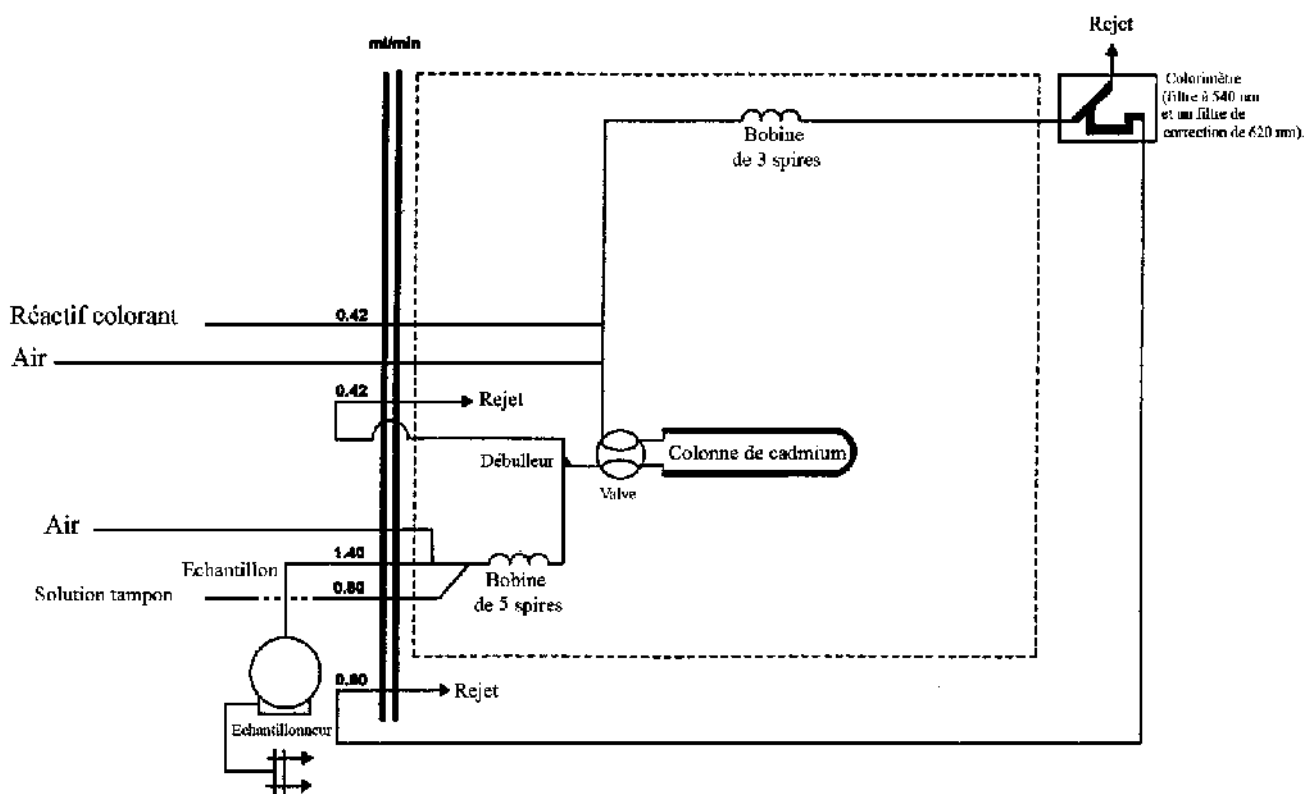 Rejet
ml/min
Colorimètre
(filtre à 540 nm
et un filtre de
correction de 620 nm).
Bobine
de 3 spires
Réactif colorant
0.42
Air
0.42
Rejet
Débulleur
Colonne de cadmium
Valve
Air
1.40
Echantillon
Bobine
de 5 spires
Solution tampon
0.80
0.80
Rejet
Echantillonneur